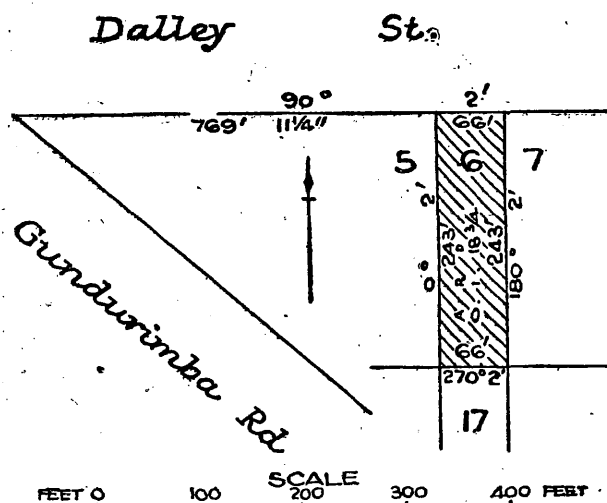 Dalley St.
90° 2'
769' 11¼" 66'
5 6 7
2' 2'
243' 243'
0° 180°
A R P
0 1 18¾
66'
270° 2'
Gundurimba Rd
17
SCALE
FEET 0 100 200 300 400 FEET